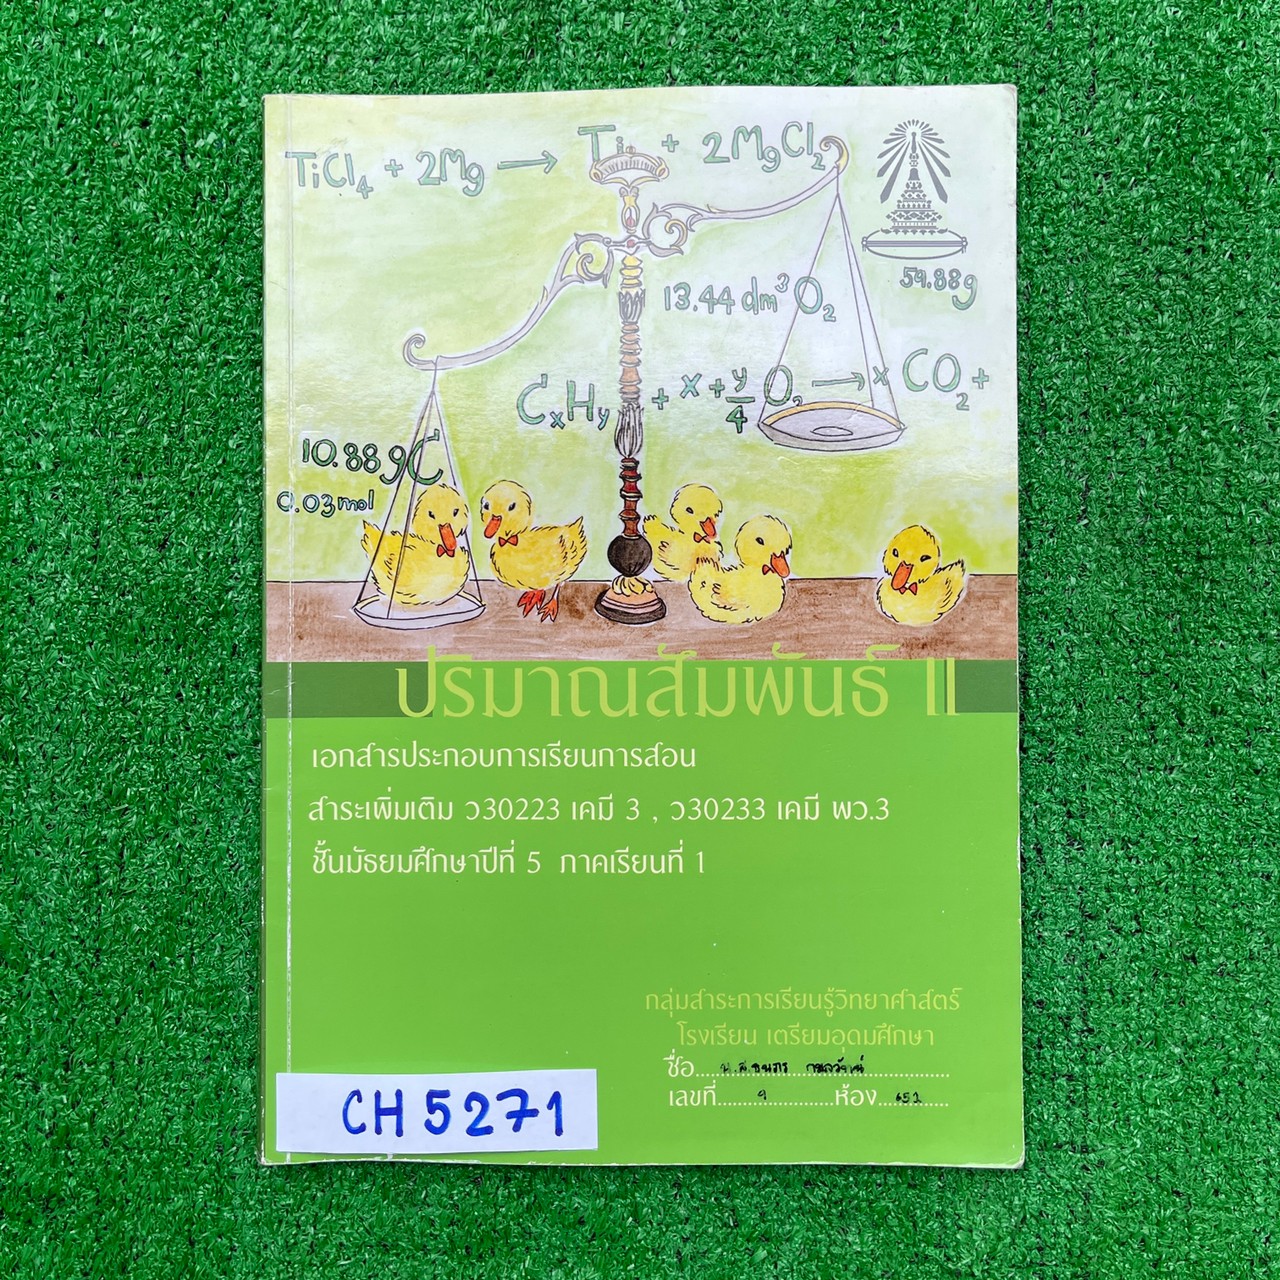 TiCl4 + 2Mg → Ti + 2MgCl2
59.88g
13.44 dm³ O2
CxHy + x + y/4 O2 → x CO2 +
10.88 g C
0.03 mol
ปริมาณสัมพันธ์ II
เอกสารประกอบการเรียนการสอน
สาระเพิ่มเติม ว30223 เคมี 3 , ว30233 เคมี พว.3
ชั้นมัธยมศึกษาปีที่ 5 ภาคเรียนที่ 1
กลุ่มสาระการเรียนรู้วิทยาศาสตร์
โรงเรียน เตรียมอุดมศึกษา
ชื่อ น.ส.
เลขที่ 9 ห้อง 652
CH 5271